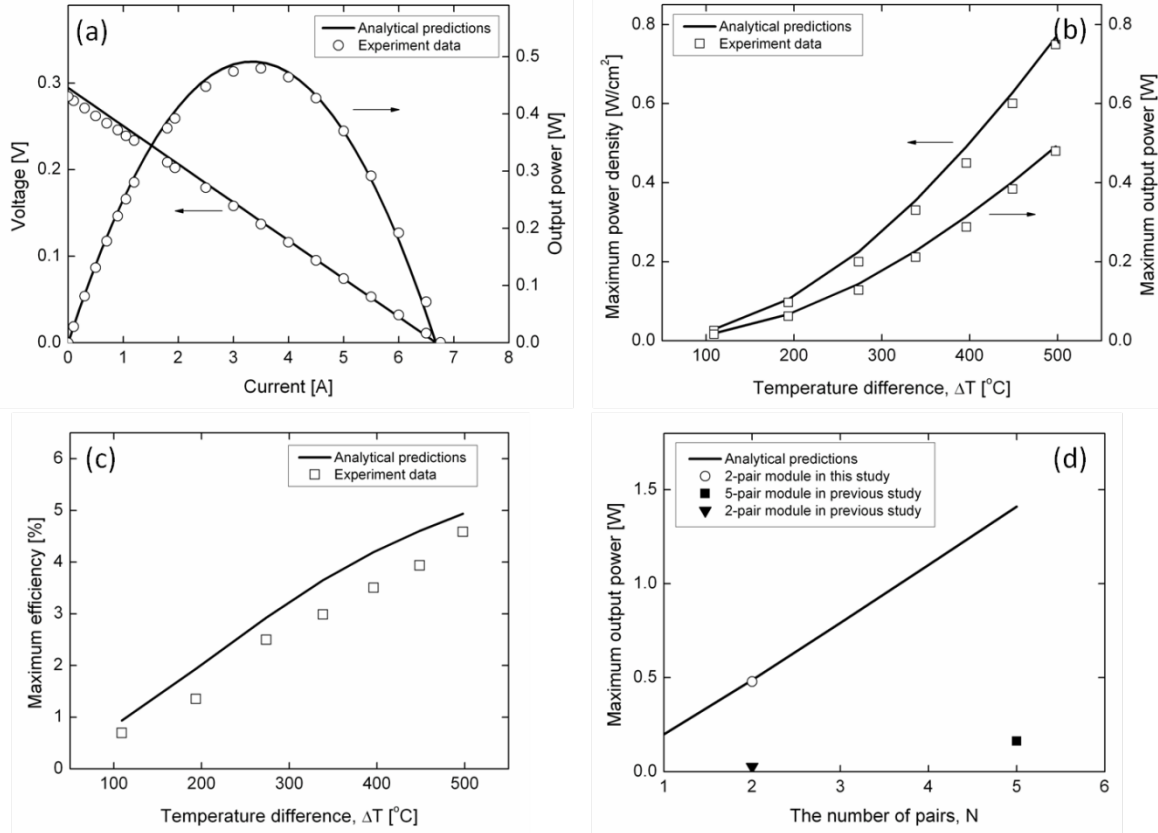 (a)
Analytical predictions
Experiment data
Voltage [V]
0.3
0.2
0.1
0.0
Output power [W]
0.5
0.4
0.3
0.2
0.1
0.0
0 1 2 3 4 5 6 7 8
Current [A]
(b)
Analytical predictions
Experiment data
Maximum power density [W/cm²]
0.8
0.6
0.4
0.2
0.0
Maximum output power [W]
0.8
0.6
0.4
0.2
0.0
100 200 300 400 500
Temperature difference, ΔT [°C]
(c)
Analytical predictions
Experiment data
Maximum efficiency [%]
6
5
4
3
2
1
0
100 200 300 400 500
Temperature difference, ΔT [°C]
(d)
Analytical predictions
2-pair module in this study
5-pair module in previous study
2-pair module in previous study
Maximum output power [W]
1.5
1.0
0.5
0.0
1 2 3 4 5 6
The number of pairs, N